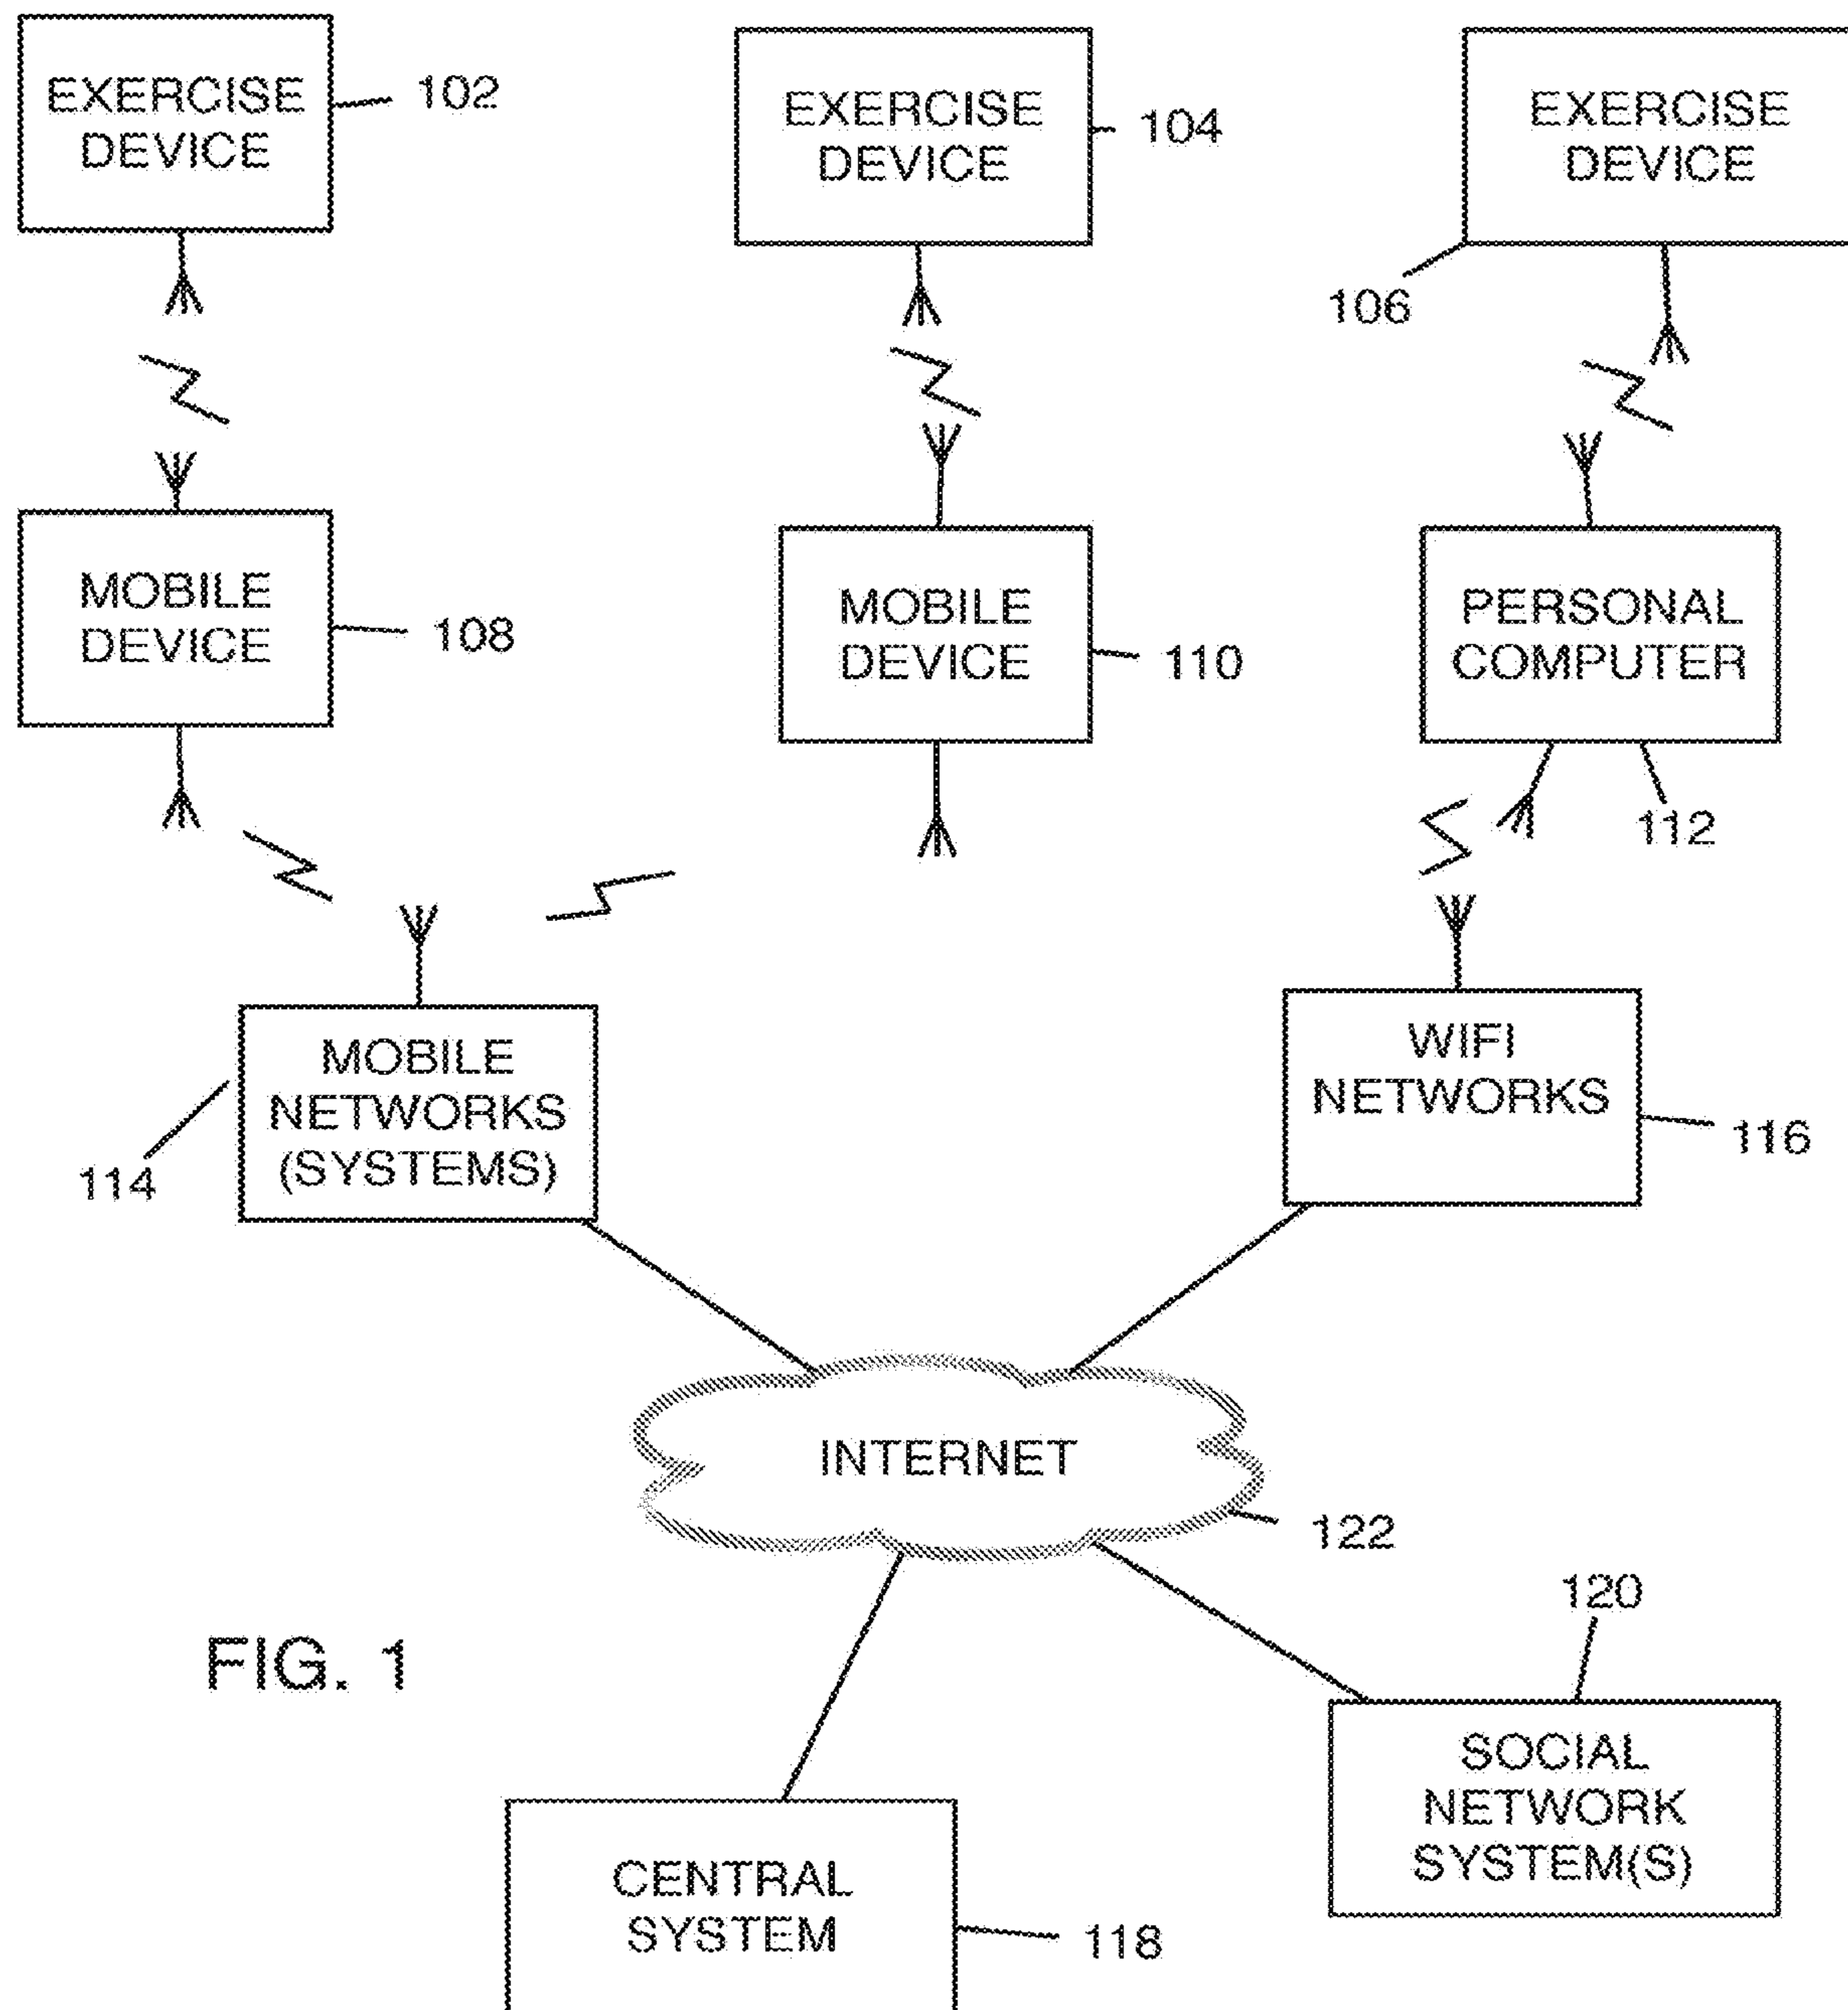 EXERCISE
DEVICE
102
EXERCISE
DEVICE
104
EXERCISE
DEVICE
106
MOBILE
DEVICE
108
MOBILE
DEVICE
110
PERSONAL
COMPUTER
112
MOBILE
NETWORKS
(SYSTEMS)
114
WIFI
NETWORKS
116
INTERNET
122
120
FIG. 1
SOCIAL
NETWORK
SYSTEM(S)
CENTRAL
SYSTEM
118